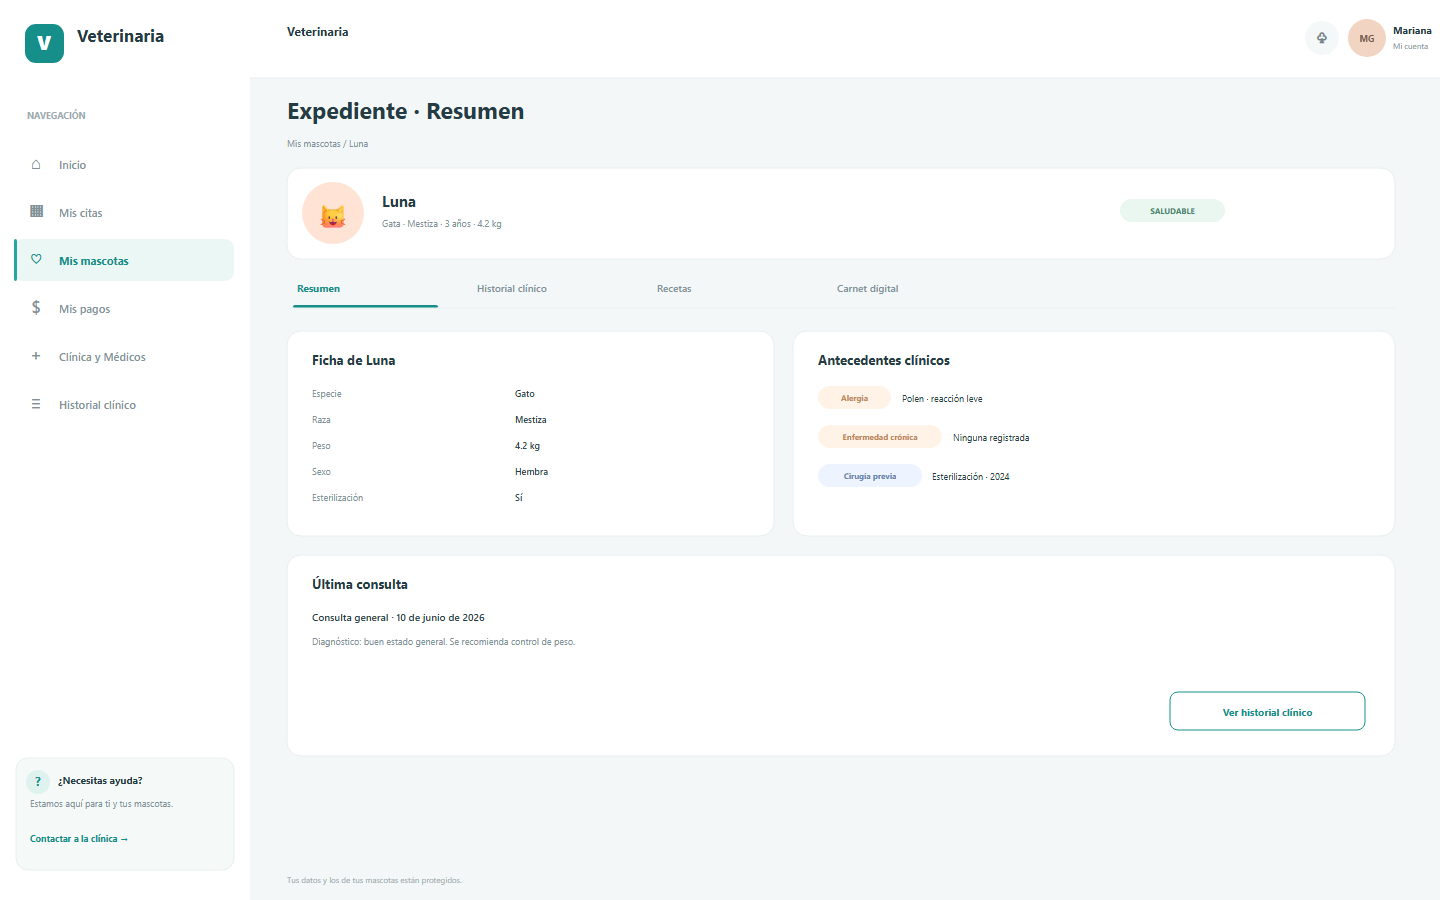 V Veterinaria
Veterinaria
MG
Mariana
Mi cuenta
NAVEGACIÓN
Inicio
Mis citas
Mis mascotas
$ Mis pagos
+ Clínica y Médicos
Historial clínico
? ¿Necesitas ayuda?
Estamos aquí para ti y tus mascotas.
Contactar a la clínica →
Expediente · Resumen
Mis mascotas / Luna
Luna
Gata · Mestiza · 3 años · 4.2 kg
SALUDABLE
Resumen Historial clínico Recetas Carnet digital
Ficha de Luna
Especie Gato
Raza Mestiza
Peso 4.2 kg
Sexo Hembra
Esterilización Sí
Antecedentes clínicos
Alergia Polen · reacción leve
Enfermedad crónica Ninguna registrada
Cirugía previa Esterilización · 2024
Última consulta
Consulta general · 10 de junio de 2026
Diagnóstico: buen estado general. Se recomienda control de peso.
Ver historial clínico
Tus datos y los de tus mascotas están protegidos.